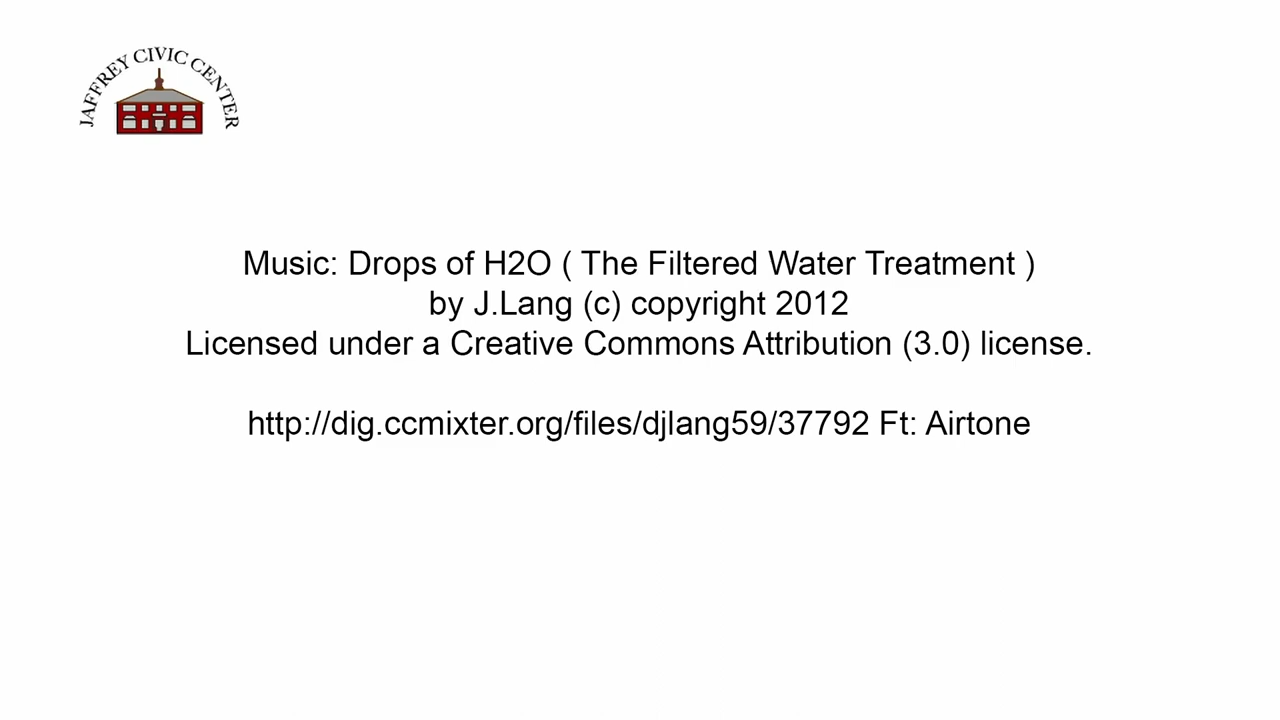 JAFFREY CIVIC CENTER
Music: Drops of H2O ( The Filtered Water Treatment )
by J.Lang (c) copyright 2012
Licensed under a Creative Commons Attribution (3.0) license.
http://dig.ccmixter.org/files/djlang59/37792 Ft: Airtone